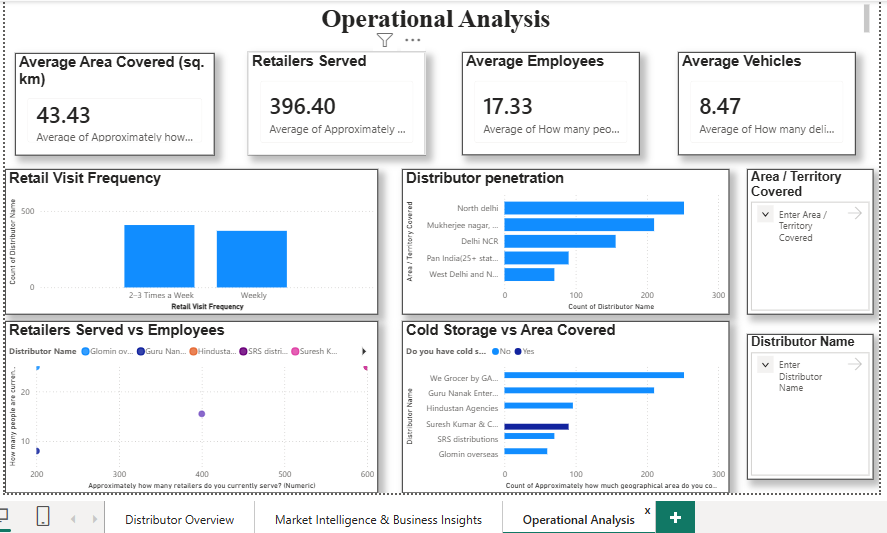 Operational Analysis
Average Area Covered (sq.
km)
43.43
Average of Approximately how...
Retailers Served
396.40
Average of Approximately ...
Average Employees
17.33
Average of How many peo...
Average Vehicles
8.47
Average of How many deli...
Retail Visit Frequency
Count of Distributor Name
500
0
2-3 Times a Week
Weekly
Retail Visit Frequency
Distributor penetration
Area / Territory Covered
North delhi
Mukherjee nagar, ...
Delhi NCR
Pan India(25+ stat...
West Delhi and N...
0
100
200
300
Count of Distributor Name
Area / Territory
Covered
Enter Area /
Territory
Covered
Retailers Served vs Employees
Distributor Name
Glomin ov...
Guru Nan...
Hindusta...
SRS distri...
Suresh K...
How many people are curren...
20
10
200
300
400
500
600
Approximately how many retailers do you currently serve? (Numeric)
Cold Storage vs Area Covered
Do you have cold s...
No
Yes
Distributor Name
We Grocer by GA...
Guru Nanak Enter...
Hindustan Agencies
Suresh Kumar & C...
SRS distributions
Glomin overseas
0
100
200
300
Count of Approximately how much geographical area do you co...
Distributor Name
Enter
Distributor
Name
Distributor Overview
Market Intelligence & Business Insights
Operational Analysis
x
+